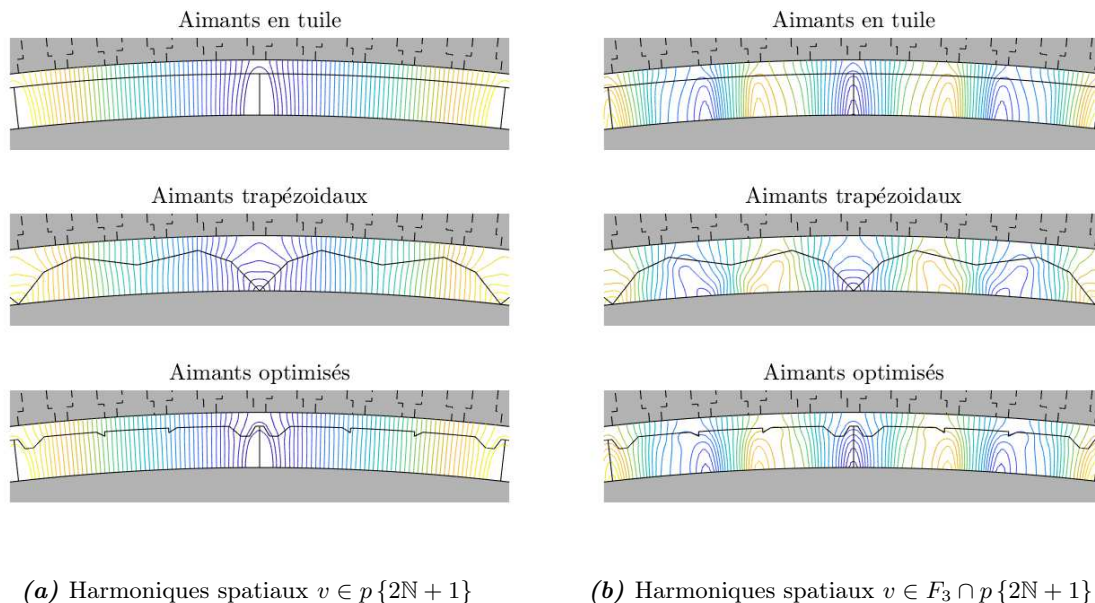 Aimants en tuile
Aimants trapézoidaux
Aimants optimisés
(a) Harmoniques spatiaux v ∈ p {2ℕ + 1}
Aimants en tuile
Aimants trapézoidaux
Aimants optimisés
(b) Harmoniques spatiaux v ∈ F₃ ∩ p {2ℕ + 1}